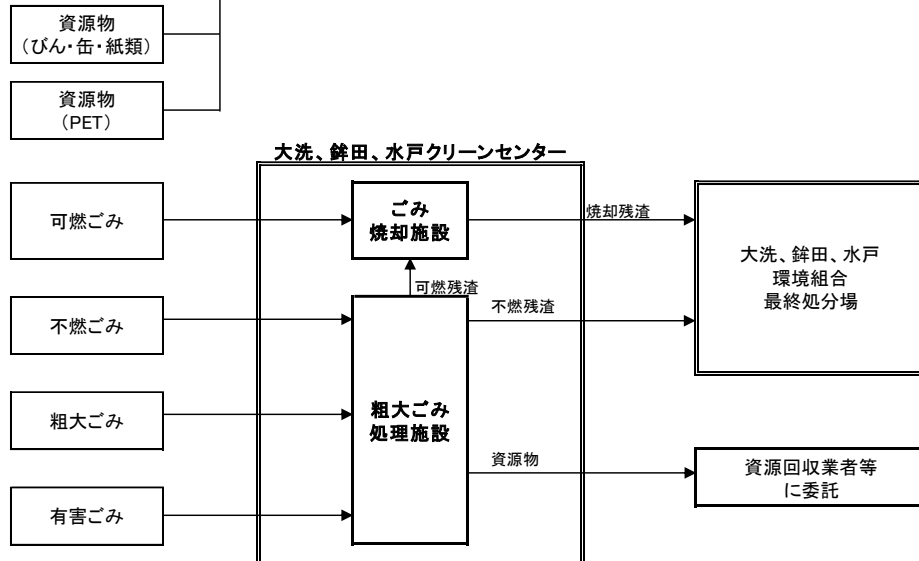 資源物
（びん・缶・紙類）
資源物
（PET）
大洗、鉾田、水戸クリーンセンター
可燃ごみ
ごみ
焼却施設
焼却残渣
大洗、鉾田、水戸
環境組合
最終処分場
可燃残渣
不燃ごみ
不燃残渣
粗大ごみ
粗大ごみ
処理施設
資源物
資源回収業者等
に委託
有害ごみ